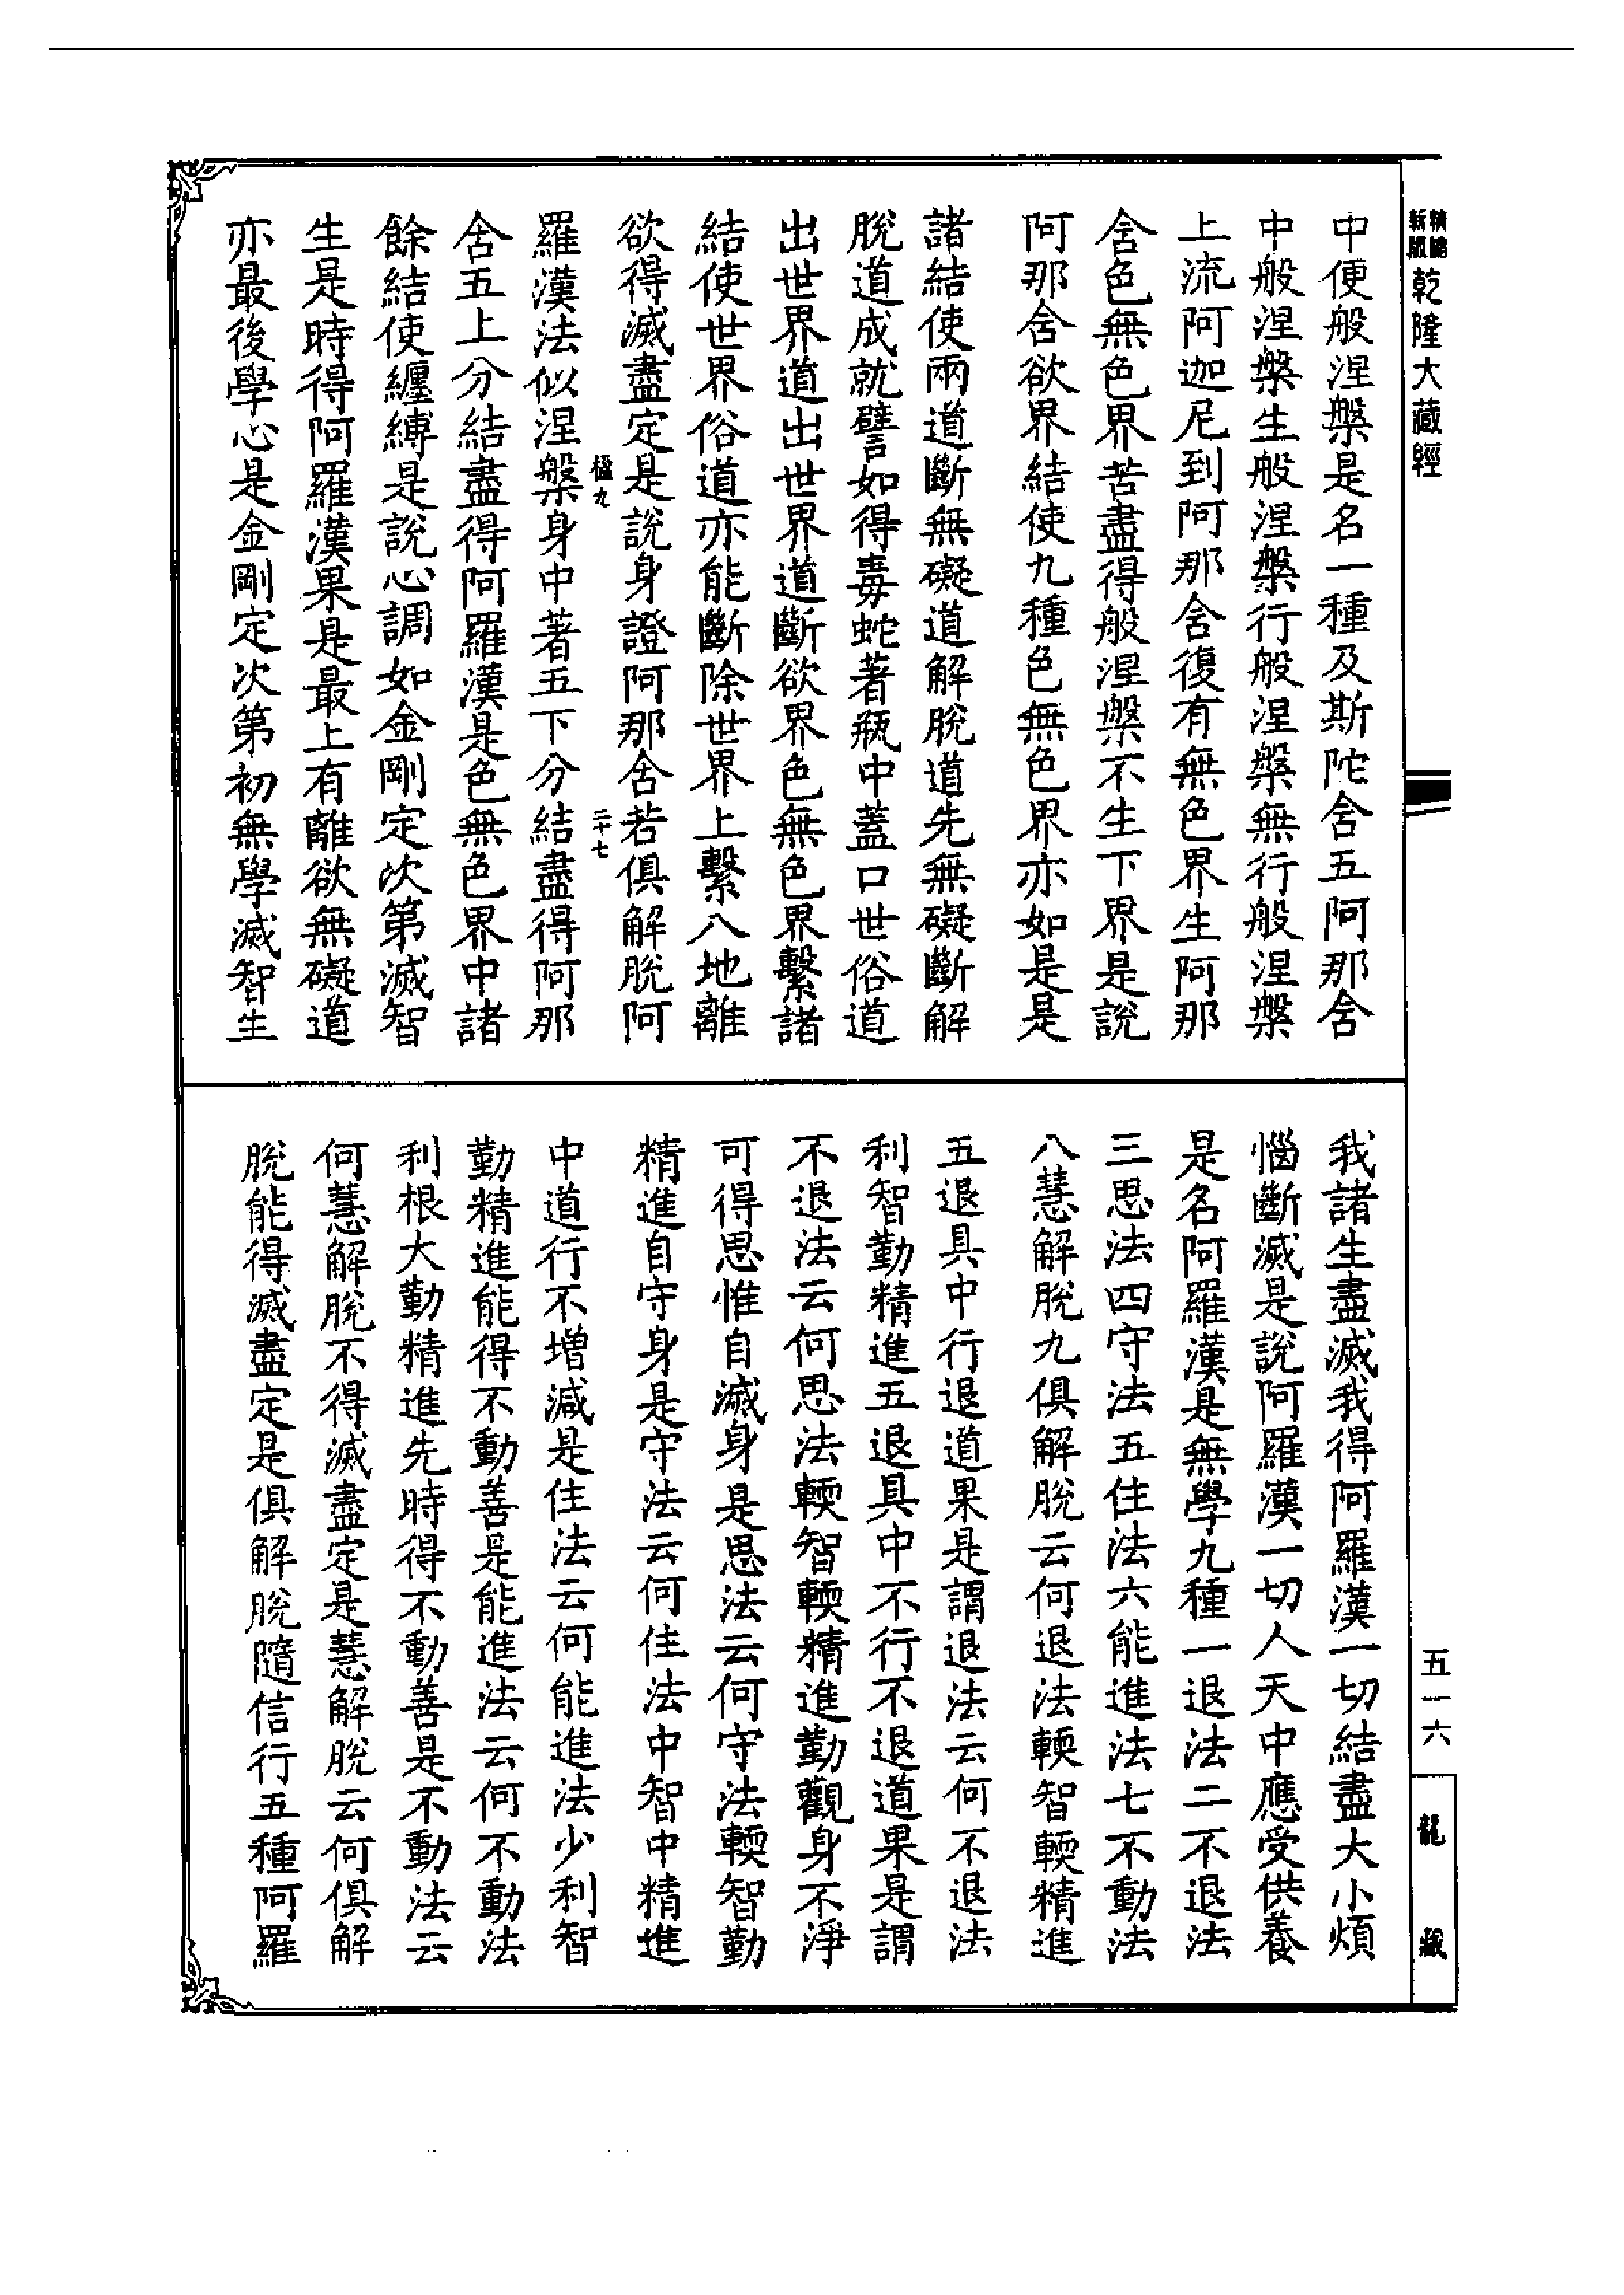 精編
新版
乾隆大藏經
中便般涅槃是名一種及斯陀含五阿那含
中般涅槃生般涅槃行般涅槃無行般涅槃
上流阿迦尼到阿那含復有無色界生阿那
含色無色界苦盡得般涅槃不生下界是說
阿那含欲界結使九種色無色界亦如是是
諸結使兩道斷無礙道解脫道先無礙斷解
脫道成就譬如得毒蛇著瓶中蓋口世俗道
出世界道出世界道斷欲界色無色界繫諸
結使世界俗道亦能斷除世界上繫八地離
欲得滅盡定是說身證阿那含若俱解脫阿
楹九
二十七
羅漢法似涅槃身中著五下分結盡得阿那
含五上分結盡得阿羅漢是色無色界中諸
餘結使纏縛是說心調如金剛定次第滅智
生是時得阿羅漢果是最上有離欲無礙道
亦最後學心是金剛定次第初無學滅智生
我諸生盡滅我得阿羅漢一切結盡大小煩
惱斷滅是說阿羅漢一切人天中應受供養
是名阿羅漢是無學九種一退法二不退法
三思法四守法五住法六能進法七不動法
八慧解脫九俱解脫云何退法輭智輭精進
五退具中行退道果是謂退法云何不退法
利智勤精進五退具中不行不退道果是謂
不退法云何思法輭智輭精進勤觀身不淨
可得思惟自滅身是思法云何守法輭智勤
精進自守身是守法云何住法中智中精進
中道行不增減是住法云何能進法少利智
勤精進能得不動善是能進法云何不動法
利根大勤精進先時得不動善是不動法云
何慧解脫不得滅盡定是慧解脫云何俱解
脫能得滅盡定是俱解脫隨信行五種阿羅
五一六
龍藏